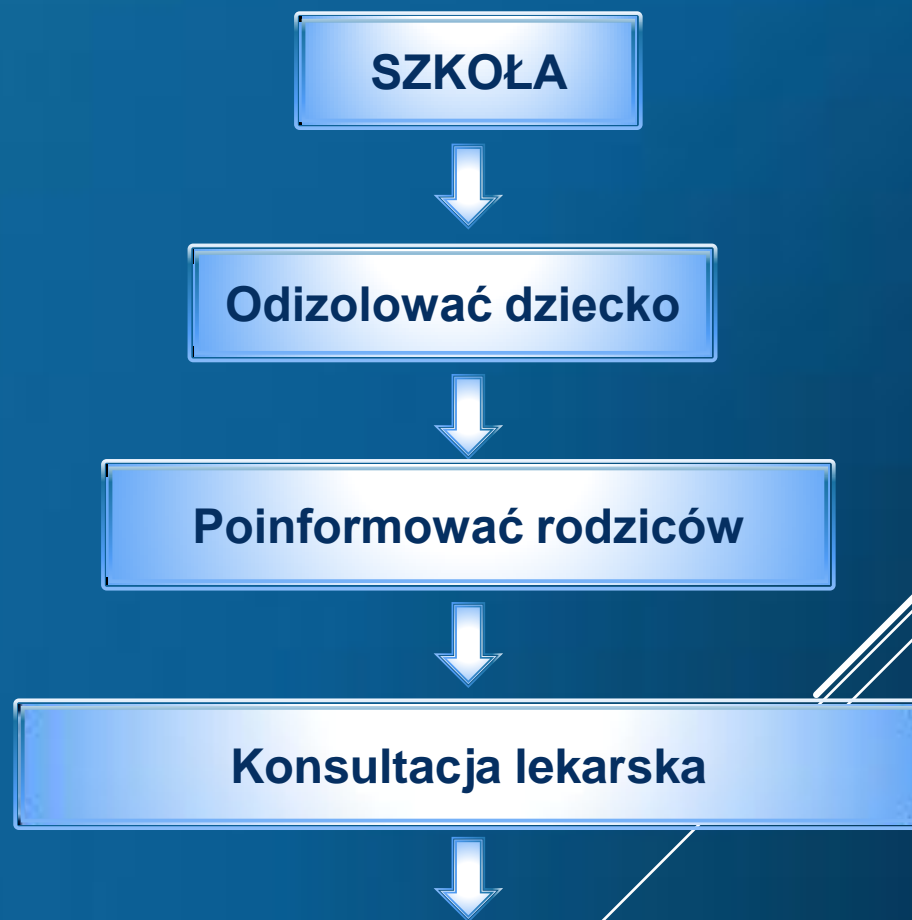 SZKOŁA
Odizolować dziecko
Poinformować rodziców
Konsultacja lekarska